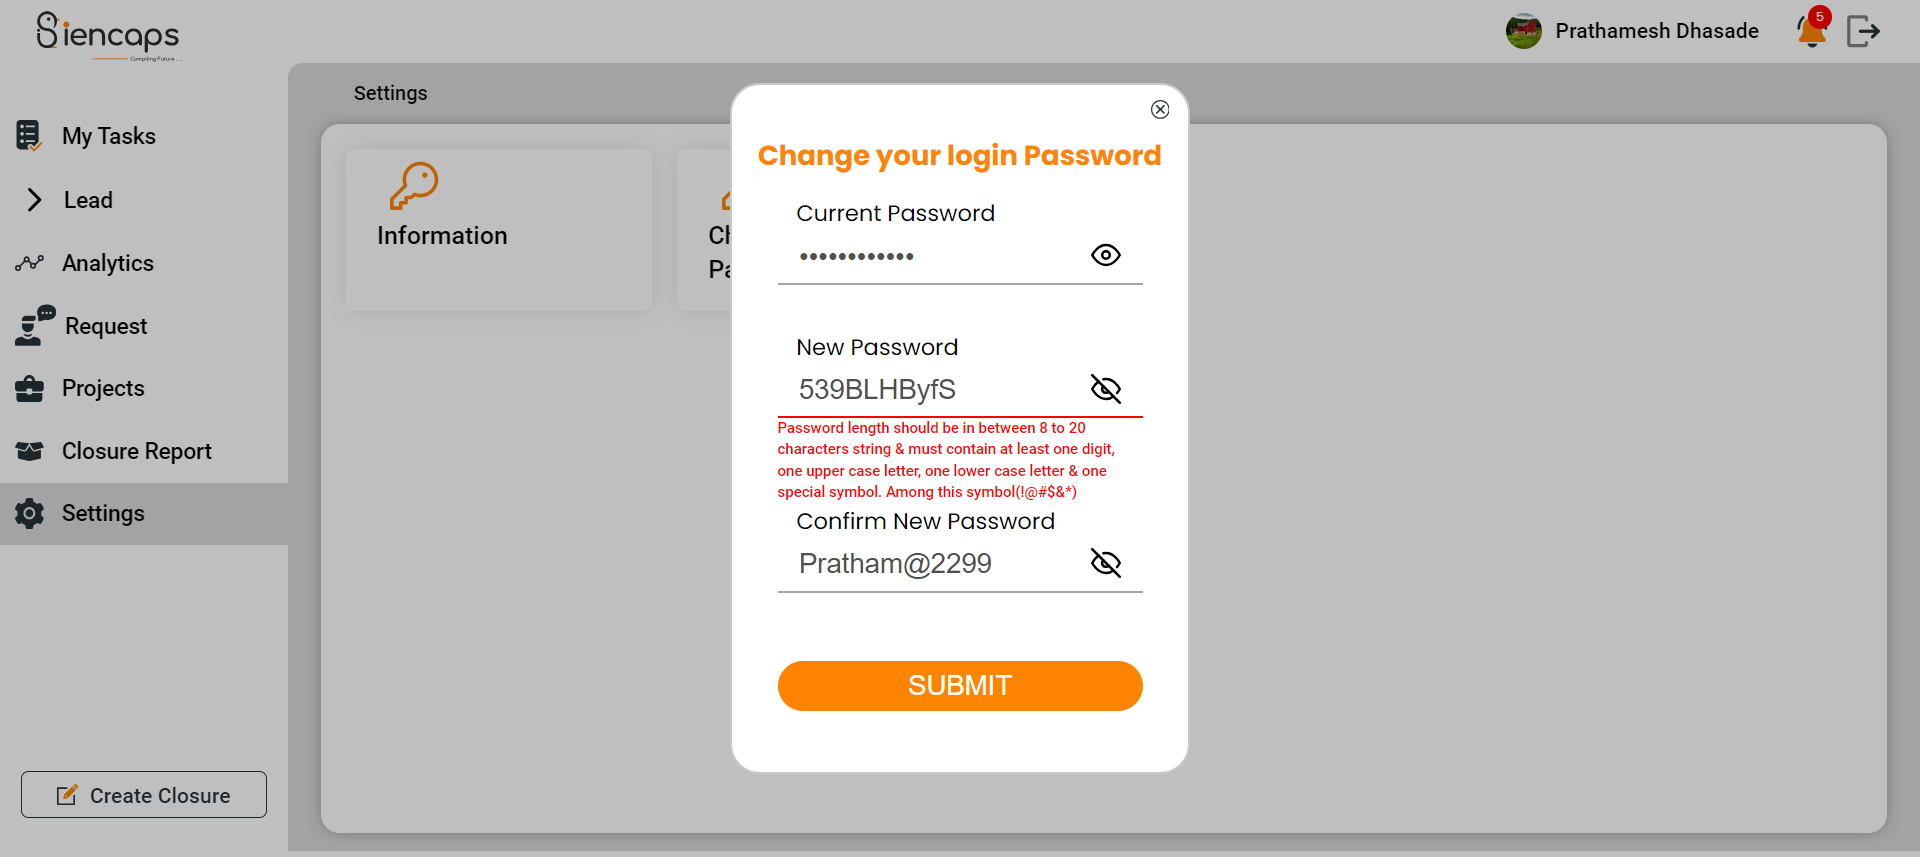 Siencaps
Compiling Future ...
Prathamesh Dhasade
5
My Tasks
Lead
Analytics
Request
Projects
Closure Report
Settings
Create Closure
Settings
Information
Ch
Pa
Change your login Password
Current Password
••••••••••••
New Password
539BLHByfS
Password length should be in between 8 to 20
characters string & must contain at least one digit,
one upper case letter, one lower case letter & one
special symbol. Among this symbol(!@#$&*)
Confirm New Password
Pratham@2299
SUBMIT